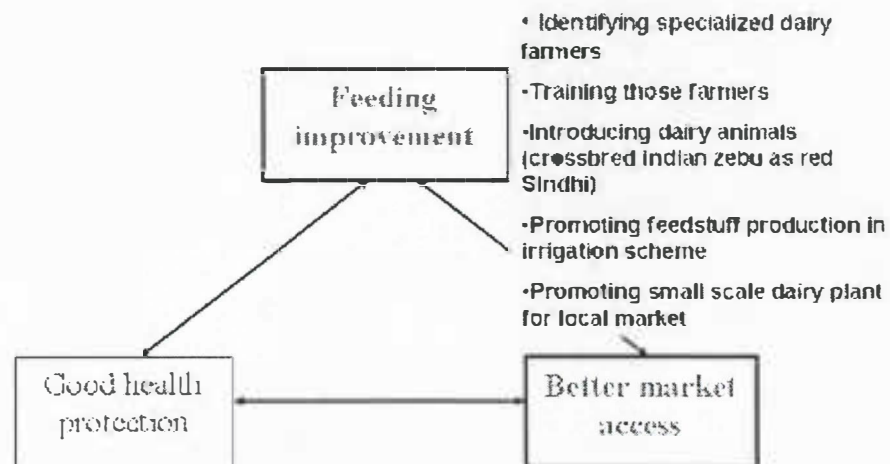 Feeding
improvement
• Identifying specialized dairy
farmers
•Training those farmers
•Introducing dairy animals
(crossbred Indian zebu as red
Sindhi)
•Promoting feedstuff production in
irrigation scheme
•Promoting small scale dairy plant
for local market
Good health
protection
Better market
access